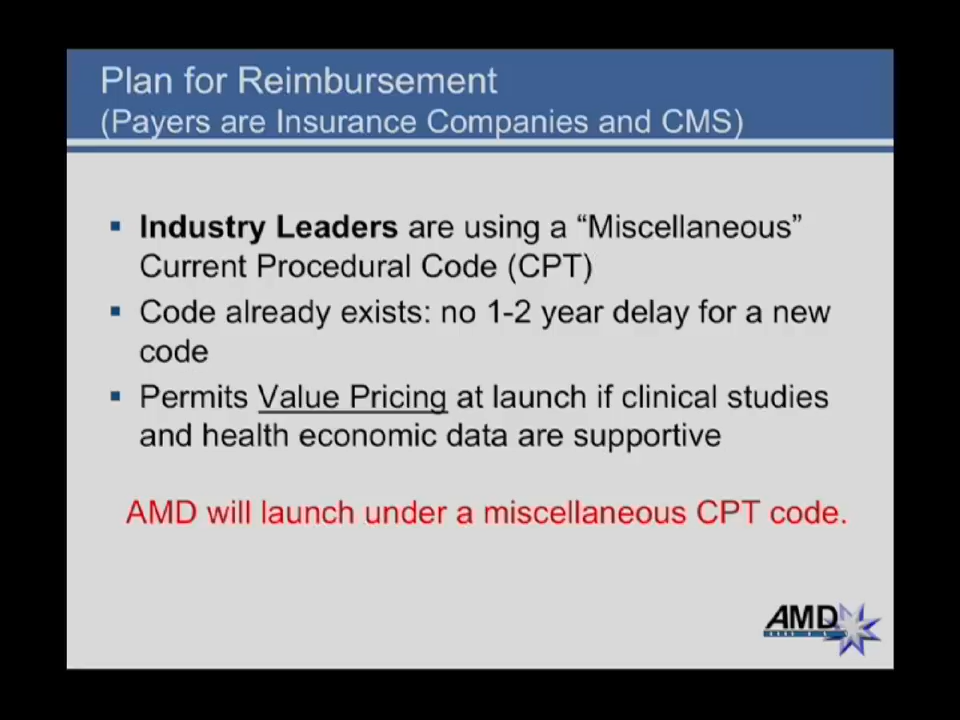 Plan for Reimbursement
(Payers are Insurance Companies and CMS)
▪ Industry Leaders are using a “Miscellaneous”
Current Procedural Code (CPT)
▪ Code already exists: no 1-2 year delay for a new
code
▪ Permits Value Pricing at launch if clinical studies
and health economic data are supportive
AMD will launch under a miscellaneous CPT code.
AMD